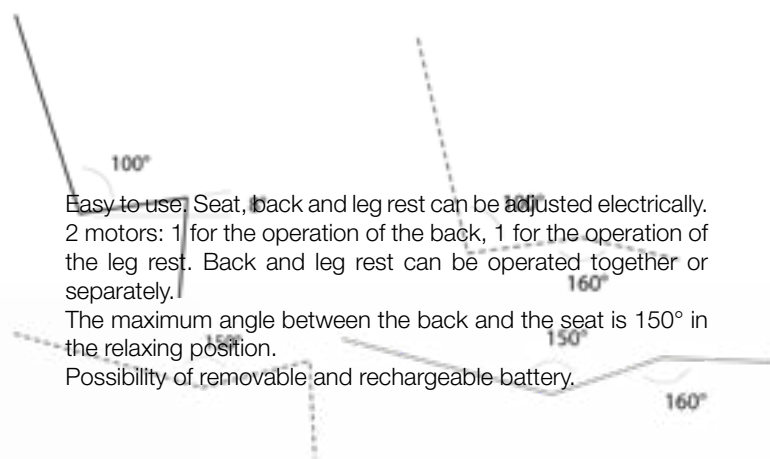 100°
Easy to use. Seat, back and leg rest can be adjusted electrically.
8°
2 motors: 1 for the operation of the back, 1 for the operation of
the leg rest. Back and leg rest can be operated together or
160°
separately.
The maximum angle between the back and the seat is 150° in
150°
150°
the relaxing position.
Possibility of removable and rechargeable battery.
160°